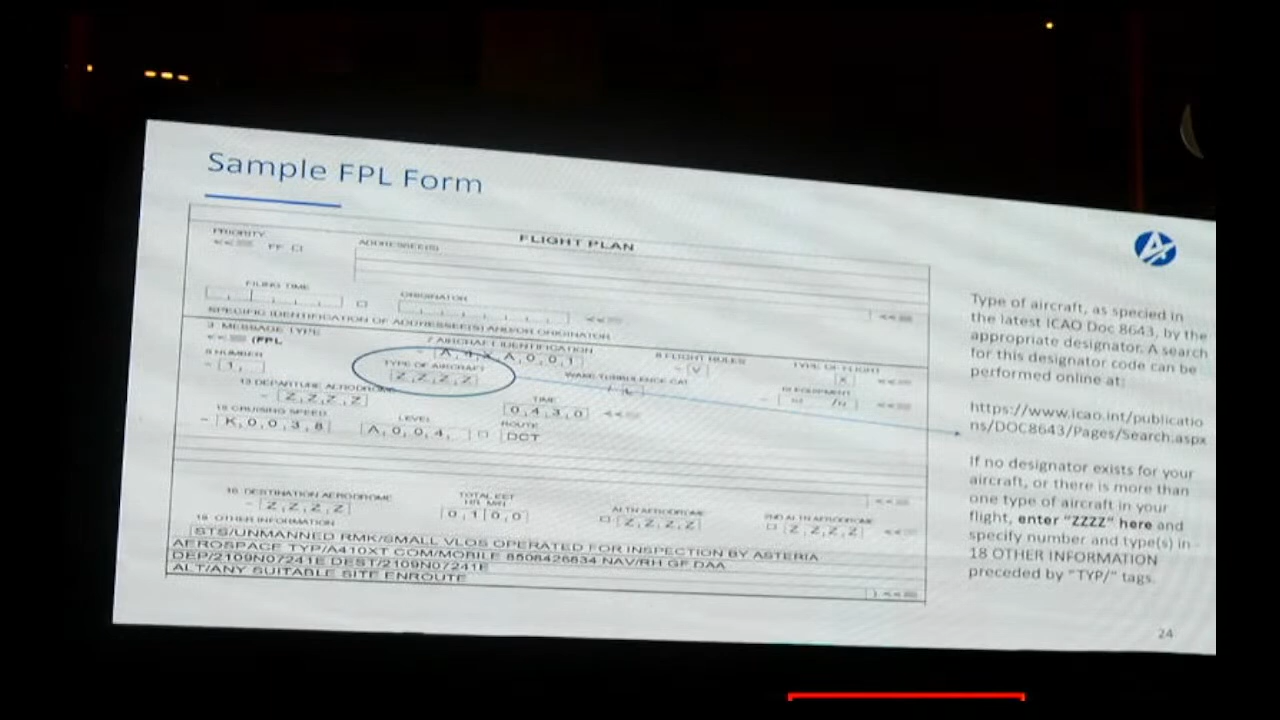 Sample FPL Form
FLIGHT PLAN
PRIORITY
<<≡ FF
ADDRESSEE(S)
<<≡
FILING TIME
ORIGINATOR
<<≡
SPECIFIC IDENTIFICATION OF ADDRESSEE(S) AND/OR ORIGINATOR
3 MESSAGE TYPE
<<≡ (FPL
7 AIRCRAFT IDENTIFICATION
8 FLIGHT RULES
V
TYPE OF FLIGHT
X <<≡
9 NUMBER
1
TYPE OF AIRCRAFT
Z Z Z Z
WAKE TURBULENCE CAT
10 EQUIPMENT
/N <<≡
13 DEPARTURE AERODROME
Z Z Z Z
TIME
0 4 3 0 <<≡
15 CRUISING SPEED
K 0 0 3 8
LEVEL
A 0 0 4
ROUTE
DCT
<<≡
16 DESTINATION AERODROME
Z Z Z Z
TOTAL EET
HR MIN
0 1 0 0
ALTN AERODROME
Z Z Z Z
2ND ALTN AERODROME
Z Z Z Z <<≡
18 OTHER INFORMATION
STS/UNMANNED RMK/SMALL VLOS OPERATED FOR INSPECTION BY ASTERIA
AEROSPACE TYP/A410XT COM/MOBILE 8508426834 NAV/RH GF DAA
DEP/2109N07241E DEST/2109N07241E
ALT/ANY SUITABLE SITE ENROUTE
) <<≡
Type of aircraft, as specied in
the latest ICAO Doc 8643, by the
appropriate designator. A search
for this designator code can be
performed online at:
https://www.icao.int/publicatio
ns/DOC8643/Pages/Search.aspx
If no designator exists for your
aircraft, or there is more than
one type of aircraft in your
flight, enter "ZZZZ" here and
specify number and type(s) in
18 OTHER INFORMATION
preceded by "TYP/" tags.
24